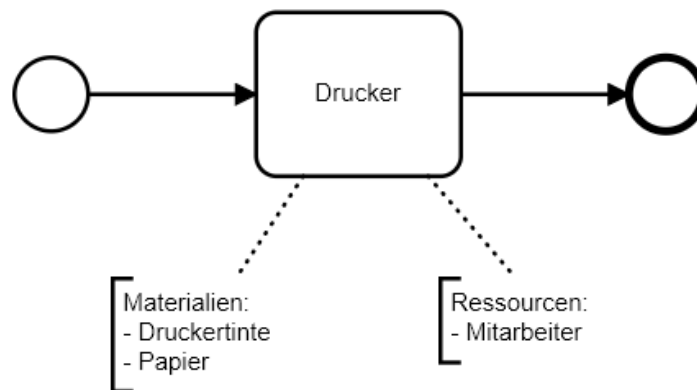 Drucker
Materialien:
- Druckertinte
- Papier
Ressourcen:
- Mitarbeiter